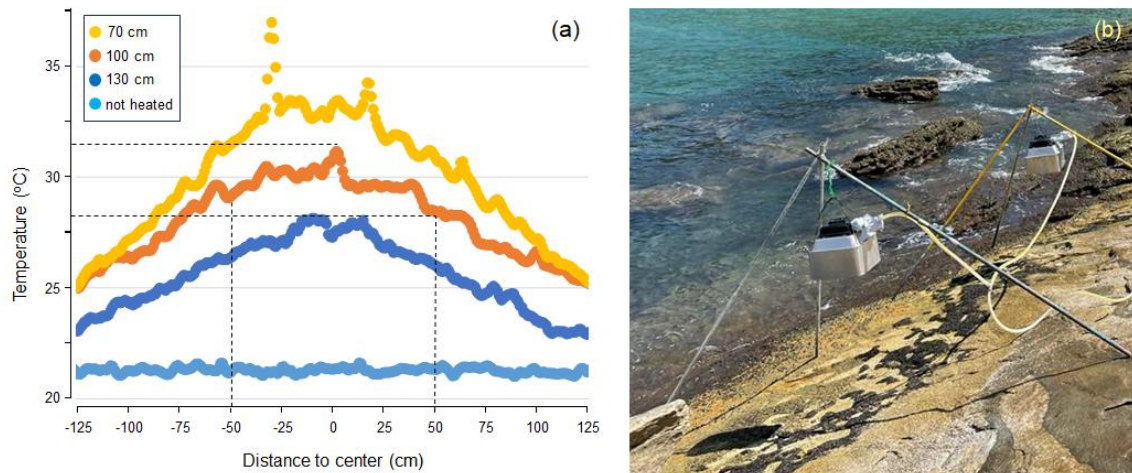 (a)
70 cm
100 cm
130 cm
not heated
35
30
25
20
Temperature (ºC)
-125 -100 -75 -50 -25 0 25 50 75 100 125
Distance to center (cm)
(b)